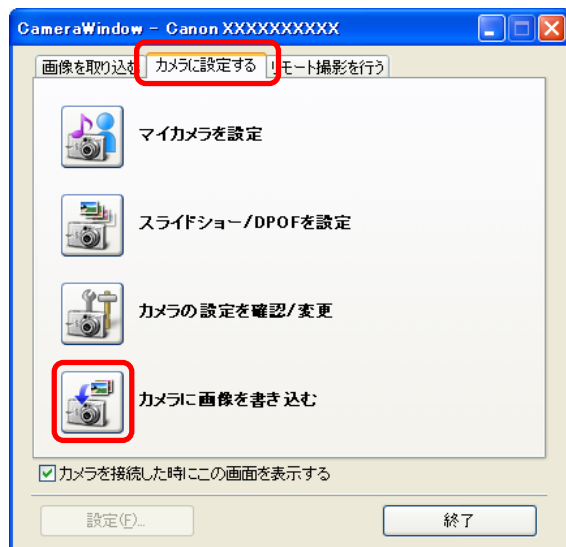 CameraWindow - Canon XXXXXXXXXX
画像を取り込む カメラに設定する リモート撮影を行う
マイカメラを設定
スライドショー/DPOFを設定
カメラの設定を確認/変更
カメラに画像を書き込む
カメラを接続した時にこの画面を表示する
設定(F)... 終了